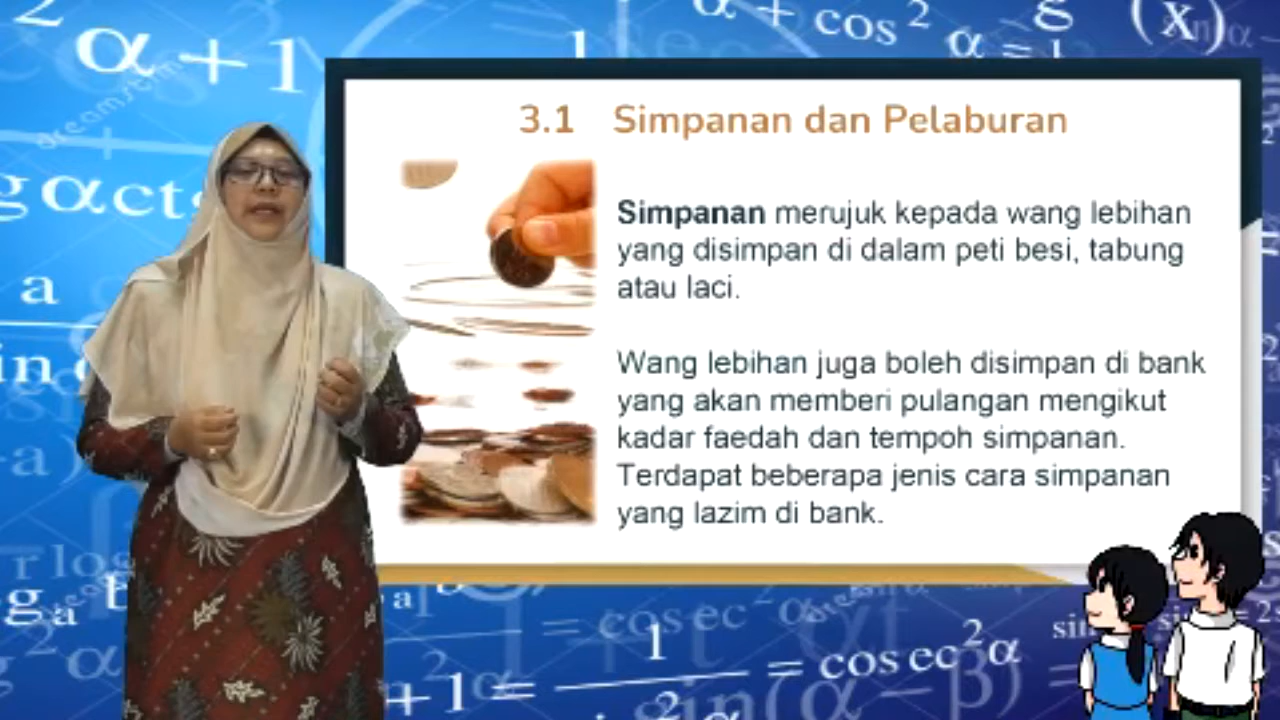 3.1 Simpanan dan Pelaburan
Simpanan merujuk kepada wang lebihan
yang disimpan di dalam peti besi, tabung
atau laci.
Wang lebihan juga boleh disimpan di bank
yang akan memberi pulangan mengikut
kadar faedah dan tempoh simpanan.
Terdapat beberapa jenis cara simpanan
yang lazim di bank.